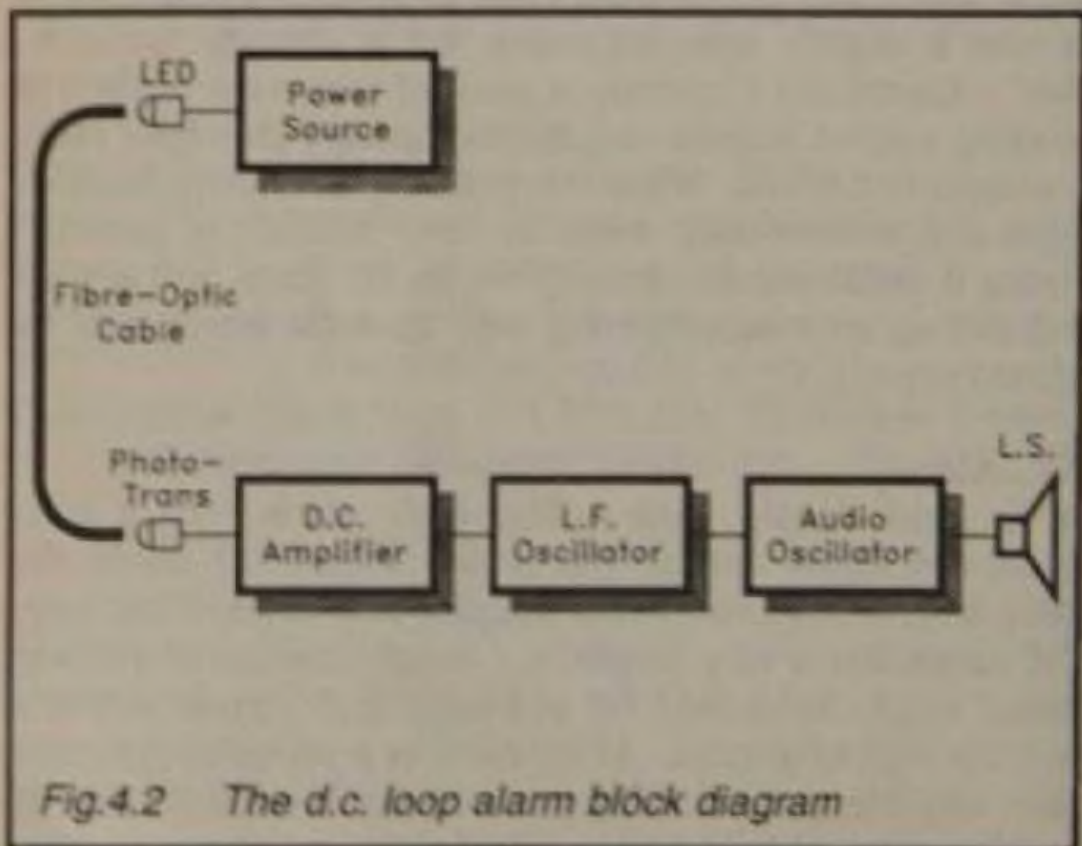 LED
Power
Source
Fibre-Optic
Cable
Photo-
Trans
D.C.
Amplifier
L.F.
Oscillator
Audio
Oscillator
L.S.
Fig.4.2 The d.c. loop alarm block diagram